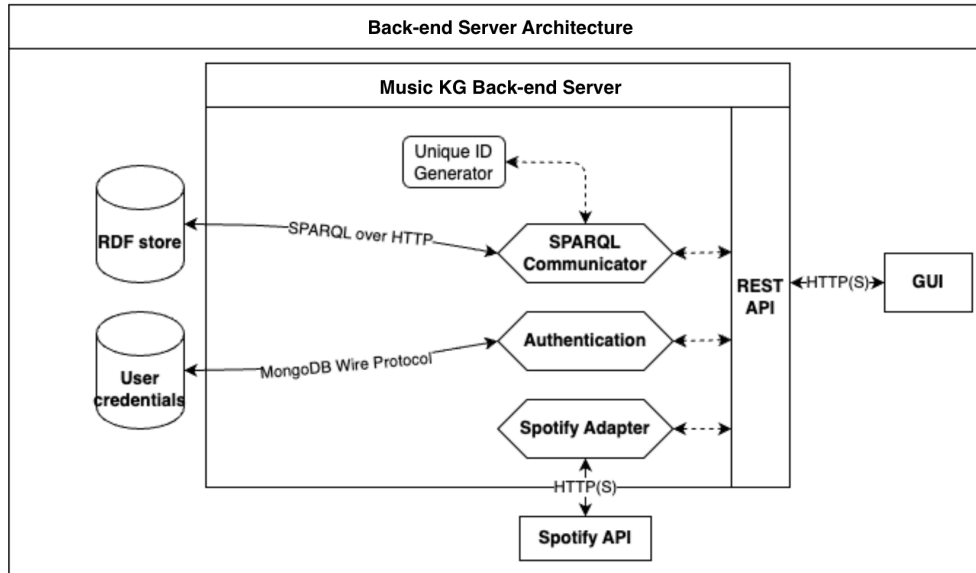 Back-end Server Architecture
Music KG Back-end Server
Unique ID
Generator
RDF store
SPARQL over HTTP
SPARQL
Communicator
REST
API
HTTP(S)
GUI
User
credentials
MongoDB Wire Protocol
Authentication
Spotify Adapter
HTTP(S)
Spotify API